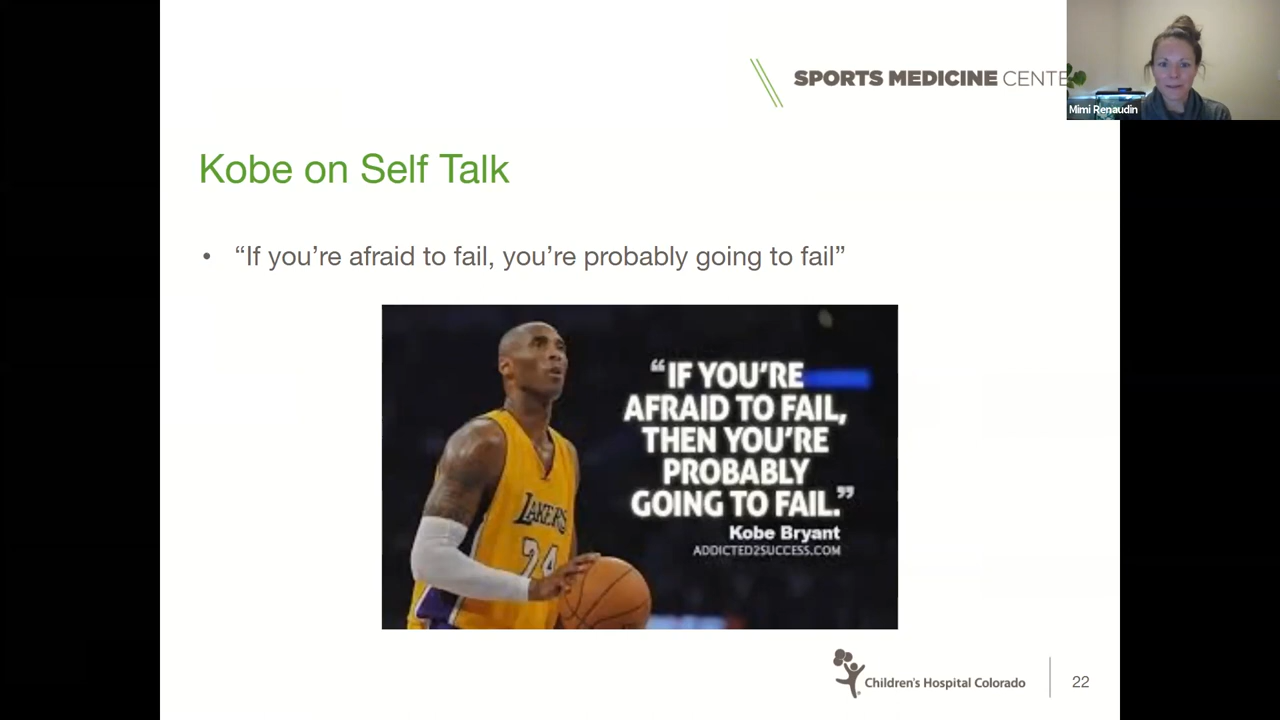 SPORTS MEDICINE CENTE
Mimi Renaudin
Kobe on Self Talk
• “If you’re afraid to fail, you’re probably going to fail”
“IF YOU’RE
AFRAID TO FAIL,
THEN YOU’RE
PROBABLY
GOING TO FAIL.”
Kobe Bryant
ADDICTED2SUCCESS.COM
LAKERS
24
Children's Hospital Colorado
22